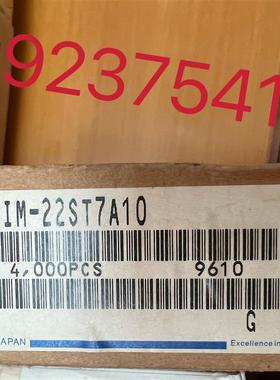 9237541
IM-22ST7A10
4,000PCS 9610
G
JAPAN Excellence in